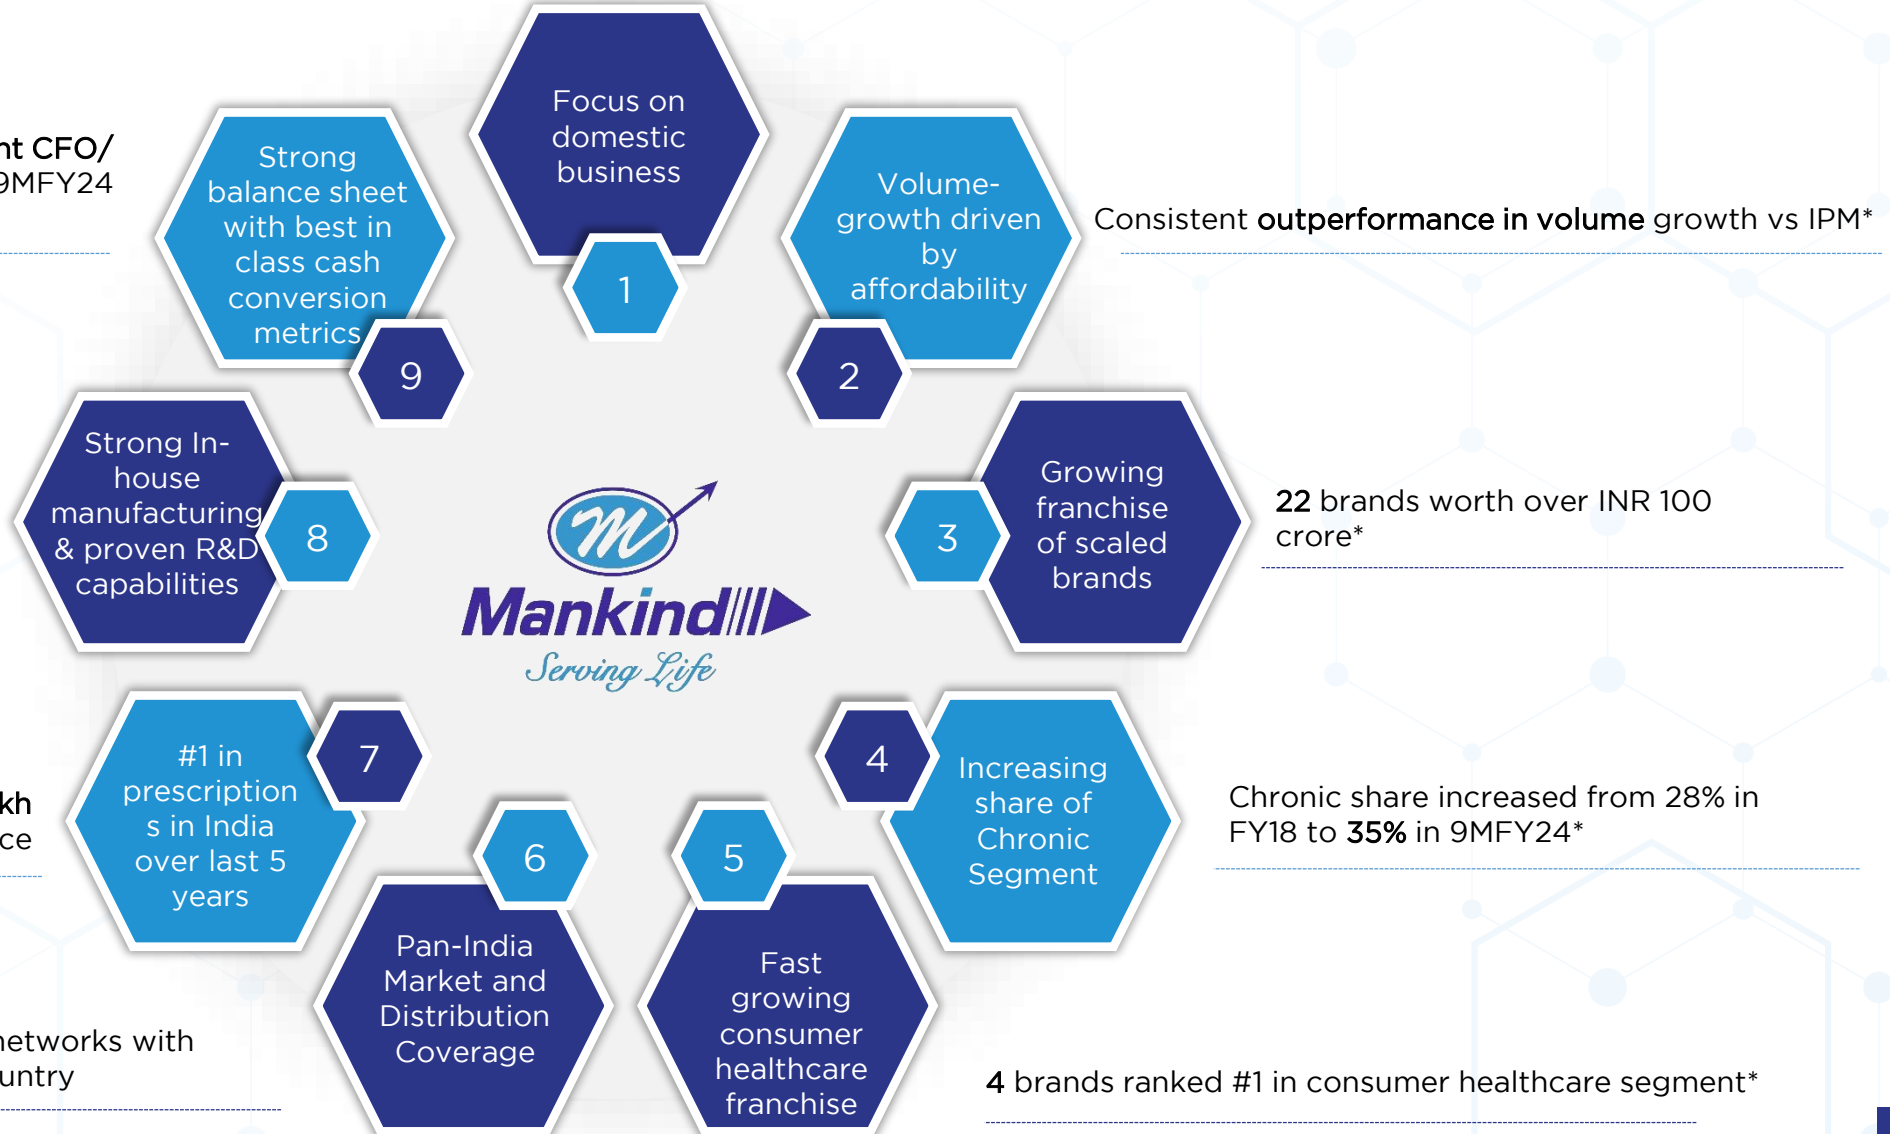 Focus on
domestic
business
1
Volume-
growth driven
by
affordability
2
Consistent outperformance in volume growth vs IPM*
Growing
franchise
of scaled
brands
3
22 brands worth over INR 100
crore*
Increasing
share of
Chronic
Segment
4
Chronic share increased from 28% in
FY18 to 35% in 9MFY24*
Fast
growing
consumer
healthcare
franchise
5
4 brands ranked #1 in consumer healthcare segment*
Pan-India
Market and
Distribution
Coverage
6
networks with
#1 in
prescription
s in India
over last 5
years
7
Strong In-
house
manufacturing
& proven R&D
capabilities
8
Strong
balance sheet
with best in
class cash
conversion
metrics
9
CFO/
9MFY24
Mankind
Serving Life